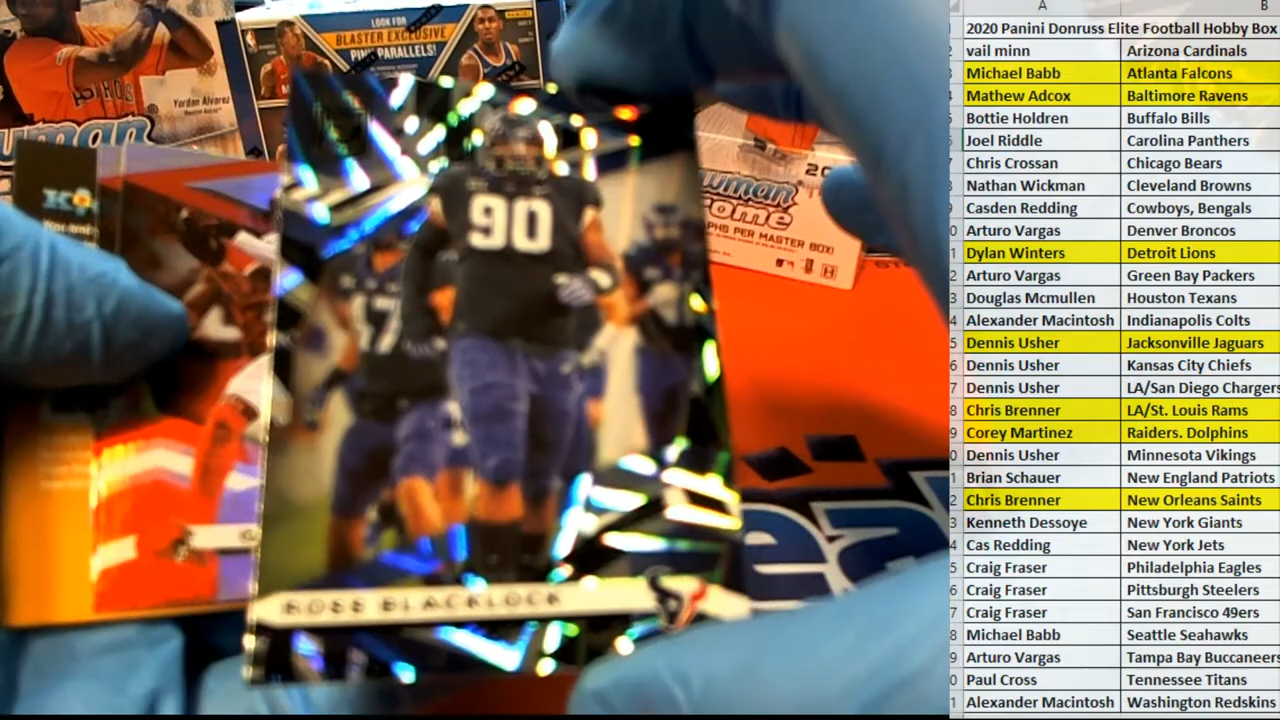 LOOK FOR
BLASTER EXCLUSIVE
PINK PARALLELS!
Yordan Alvarez
90
47
20
ROSS BLACKLOCK
PER MASTER BOX!
A B
2020 Panini Donruss Elite Football Hobby Box
vail minn Arizona Cardinals
Michael Babb Atlanta Falcons
Mathew Adcox Baltimore Ravens
Bottie Holdren Buffalo Bills
Joel Riddle Carolina Panthers
Chris Crossan Chicago Bears
Nathan Wickman Cleveland Browns
Casden Redding Cowboys, Bengals
Arturo Vargas Denver Broncos
Dylan Winters Detroit Lions
Arturo Vargas Green Bay Packers
Douglas Mcmullen Houston Texans
Alexander Macintosh Indianapolis Colts
Dennis Usher Jacksonville Jaguars
Dennis Usher Kansas City Chiefs
Dennis Usher LA/San Diego Chargers
Chris Brenner LA/St. Louis Rams
Corey Martinez Raiders. Dolphins
Dennis Usher Minnesota Vikings
Brian Schauer New England Patriots
Chris Brenner New Orleans Saints
Kenneth Dessoye New York Giants
Cas Redding New York Jets
Craig Fraser Philadelphia Eagles
Craig Fraser Pittsburgh Steelers
Craig Fraser San Francisco 49ers
Michael Babb Seattle Seahawks
Arturo Vargas Tampa Bay Buccaneers
Paul Cross Tennessee Titans
Alexander Macintosh Washington Redskins